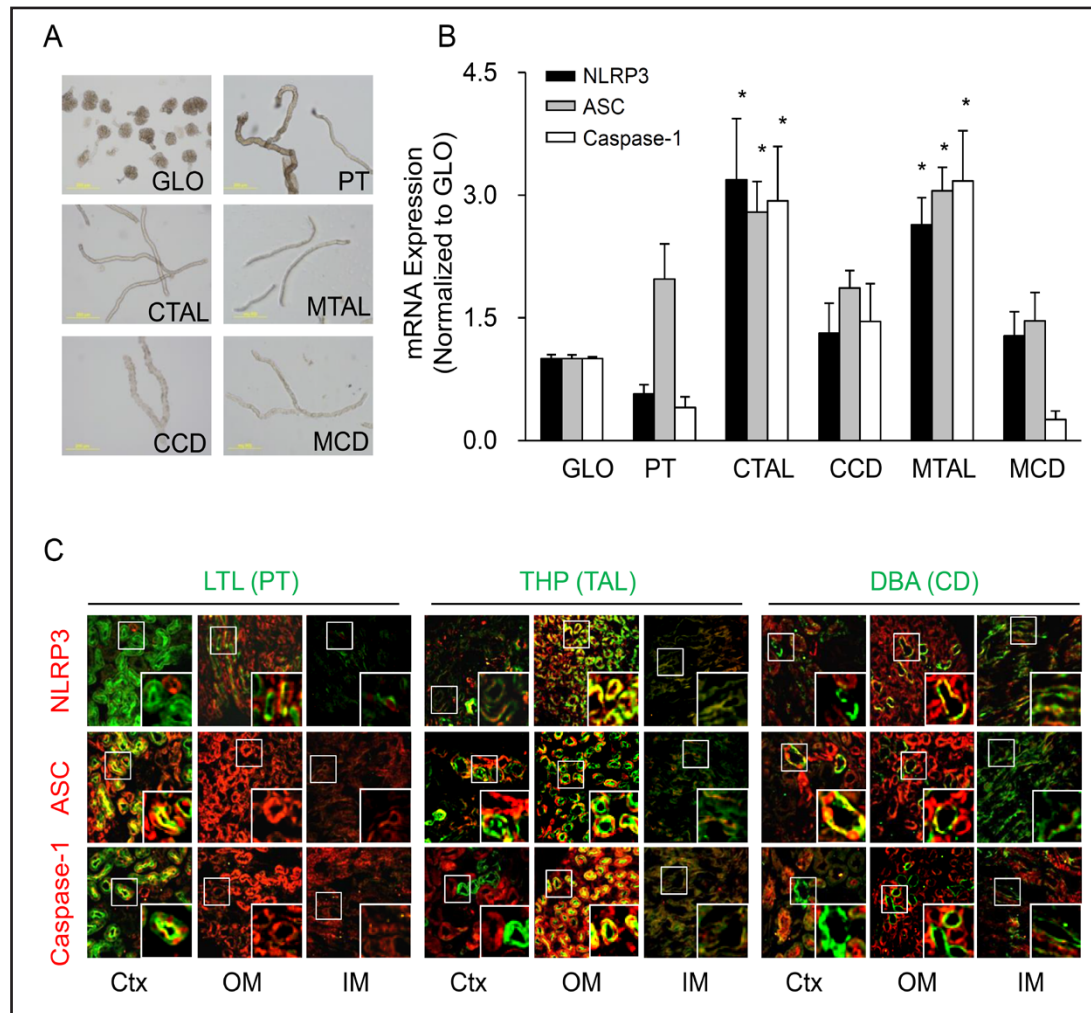 A
GLO
PT
CTAL
MTAL
CCD
MCD
B
mRNA Expression
(Normalized to GLO)
4.5
3.0
1.5
0.0
NLRP3
ASC
Caspase-1
* * *
* * *
GLO PT CTAL CCD MTAL MCD
C
LTL (PT) THP (TAL) DBA (CD)
NLRP3
ASC
Caspase-1
Ctx OM IM Ctx OM IM Ctx OM IM